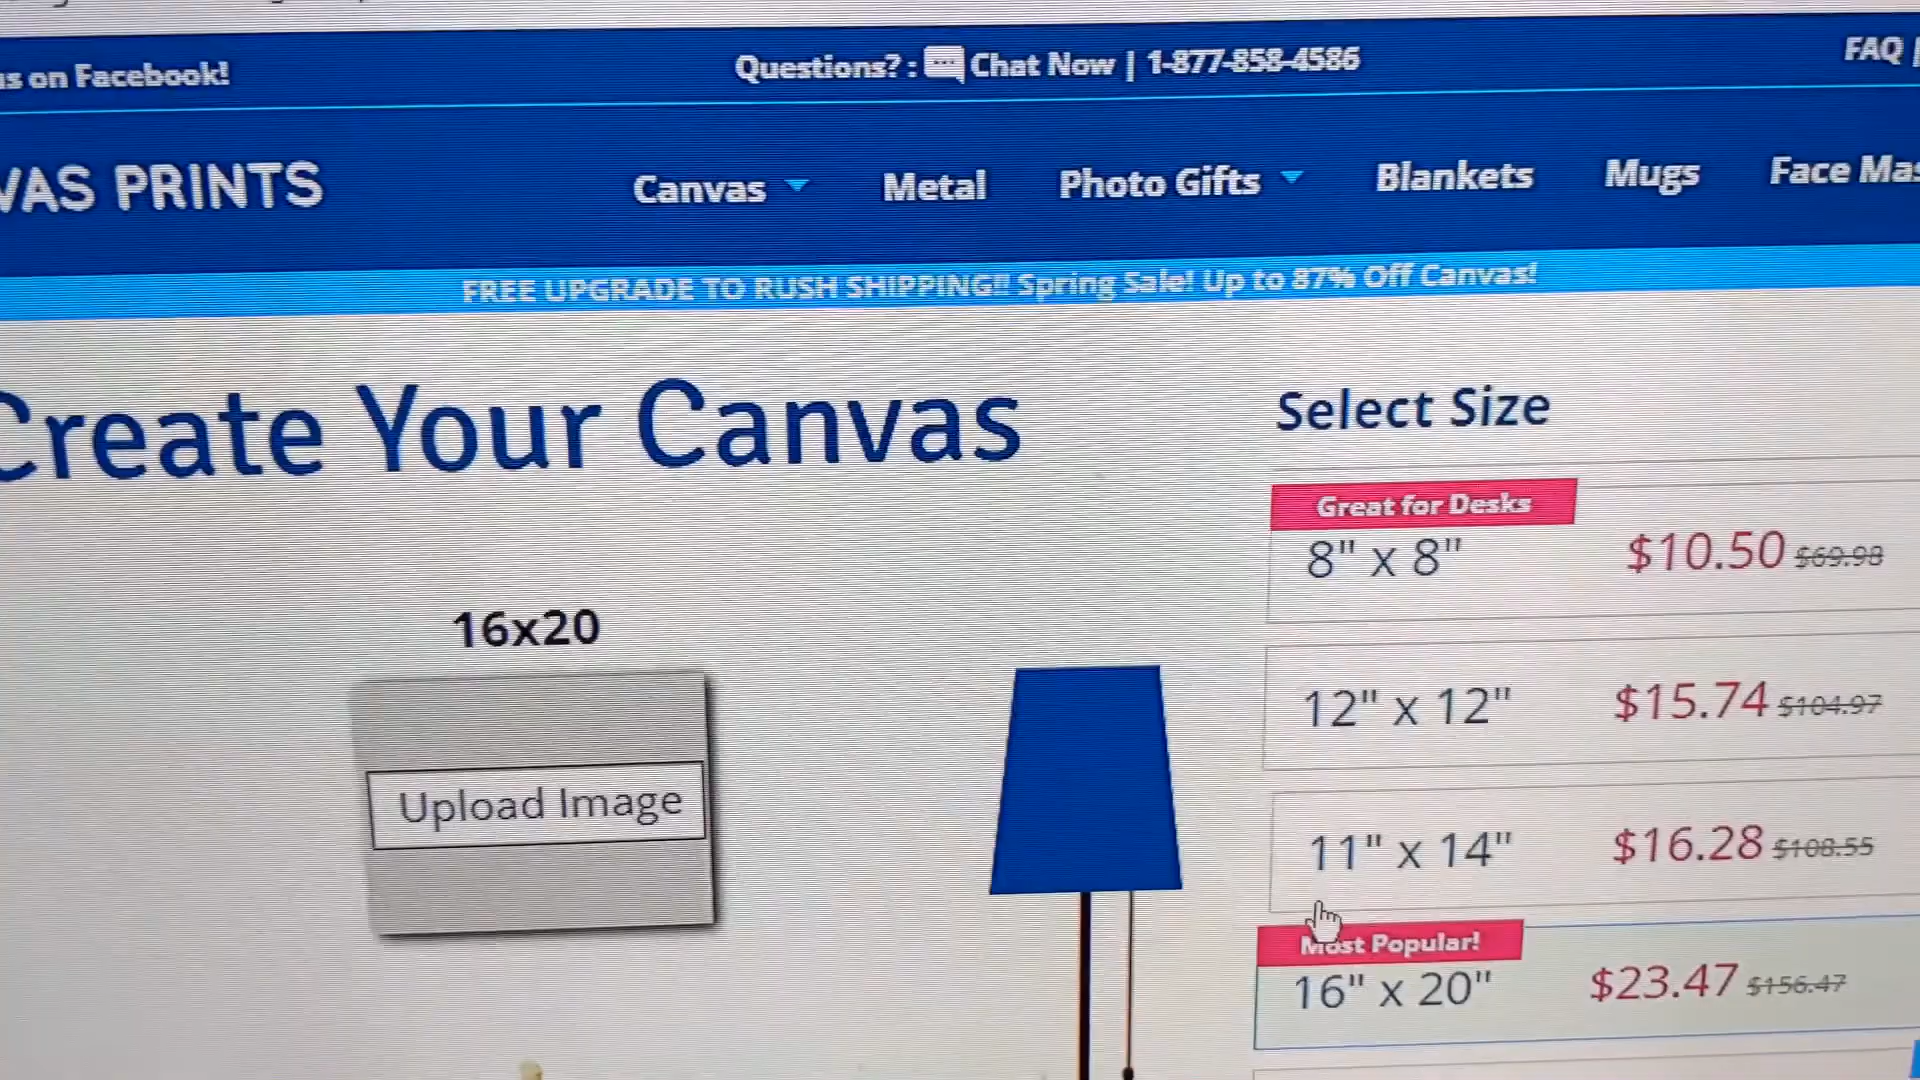 on Facebook!
Questions? : Chat Now | 1-877-858-4586
FAQ |
PRINTS
Canvas
Metal
Photo Gifts
Blankets
Mugs
Face
FREE UPGRADE TO RUSH SHIPPING!! Spring Sale! Up to 87% Off Canvas!
Create Your Canvas
Select Size
Great for Desks
8" x 8" $10.50 $69.98
16x20
12" x 12" $15.74 $104.97
Upload Image
11" x 14" $16.28 $108.55
Most Popular!
16" x 20" $23.47 $156.47